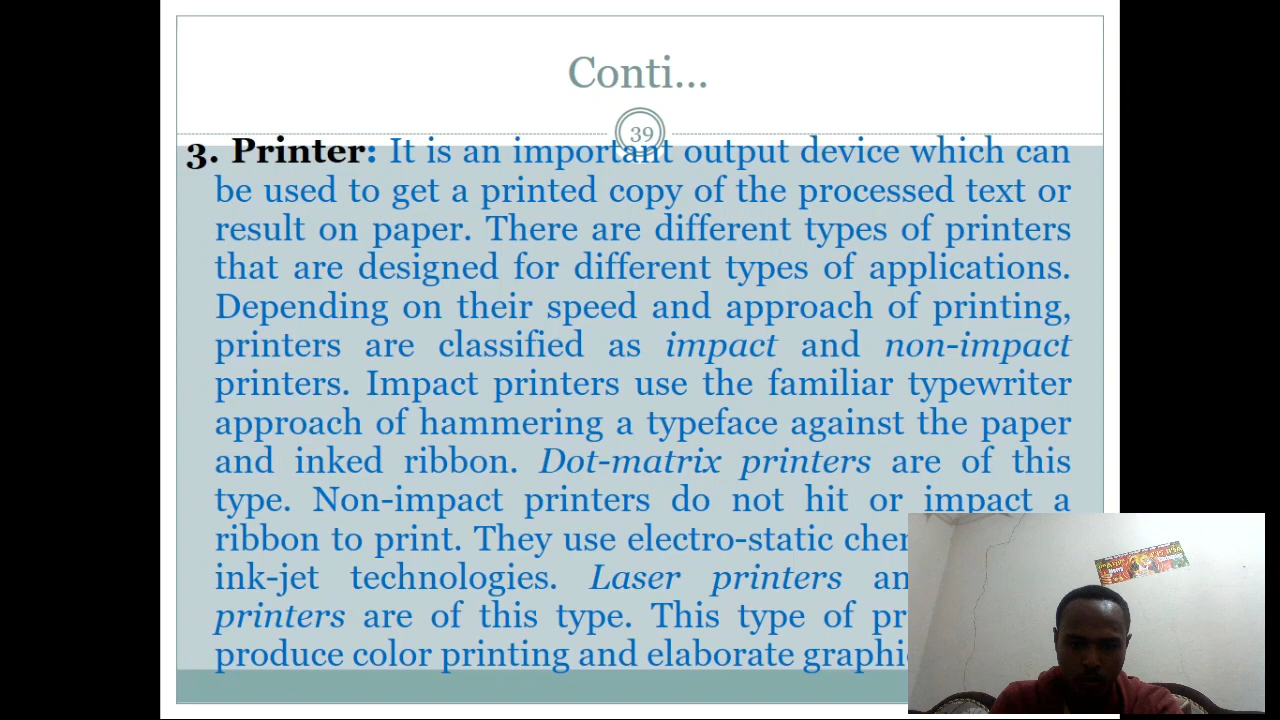 Conti...
39
3. Printer: It is an important output device which can
be used to get a printed copy of the processed text or
result on paper. There are different types of printers
that are designed for different types of applications.
Depending on their speed and approach of printing,
printers are classified as impact and non-impact
printers. Impact printers use the familiar typewriter
approach of hammering a typeface against the paper
and inked ribbon. Dot-matrix printers are of this
type. Non-impact printers do not hit or impact a
ribbon to print. They use electro-static
ink-jet technologies. Laser printers
printers are of this type. This type of
produce color printing and elaborate